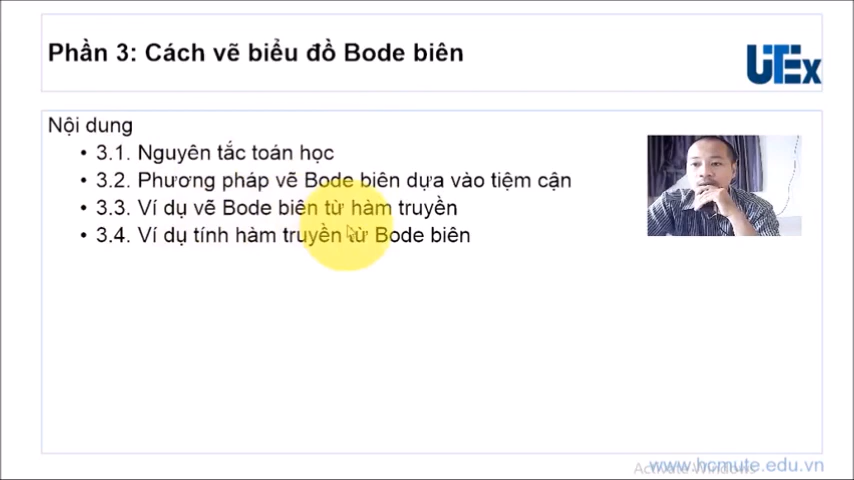 Phần 3: Cách vẽ biểu đồ Bode biên
UTEx
Nội dung
• 3.1. Nguyên tắc toán học
• 3.2. Phương pháp vẽ Bode biên dựa vào tiệm cận
• 3.3. Ví dụ vẽ Bode biên từ hàm truyền
• 3.4. Ví dụ tính hàm truyền từ Bode biên
Activate Windows
www.hcmute.edu.vn